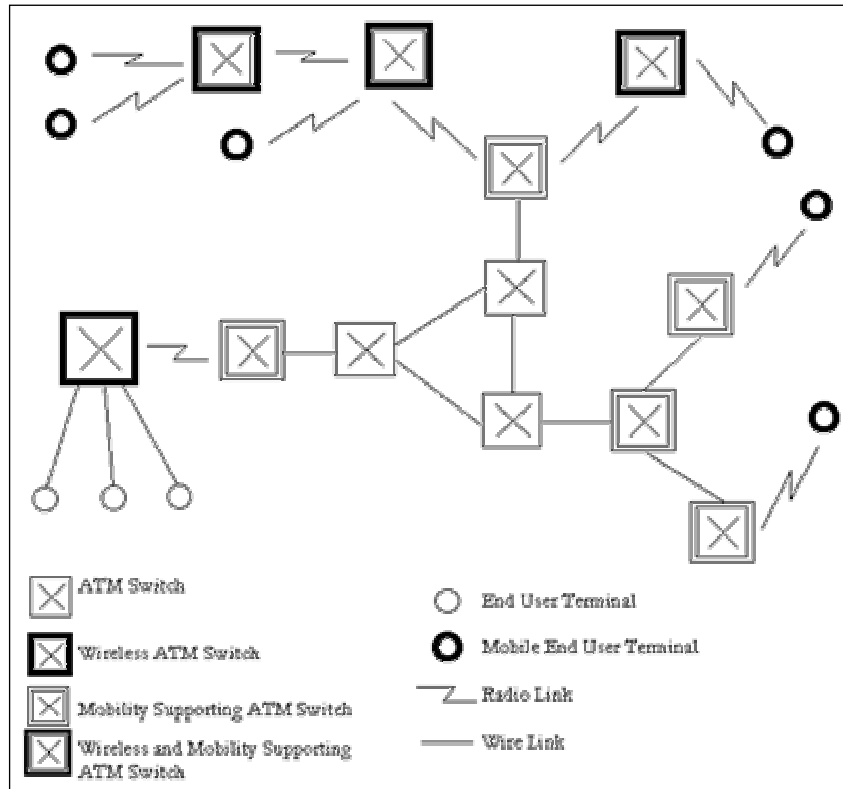 ATM Switch
Wireless ATM Switch
Mobility Supporting ATM Switch
Wireless and Mobility Supporting
ATM Switch
End User Terminal
Mobile End User Terminal
Radio Link
Wire Link